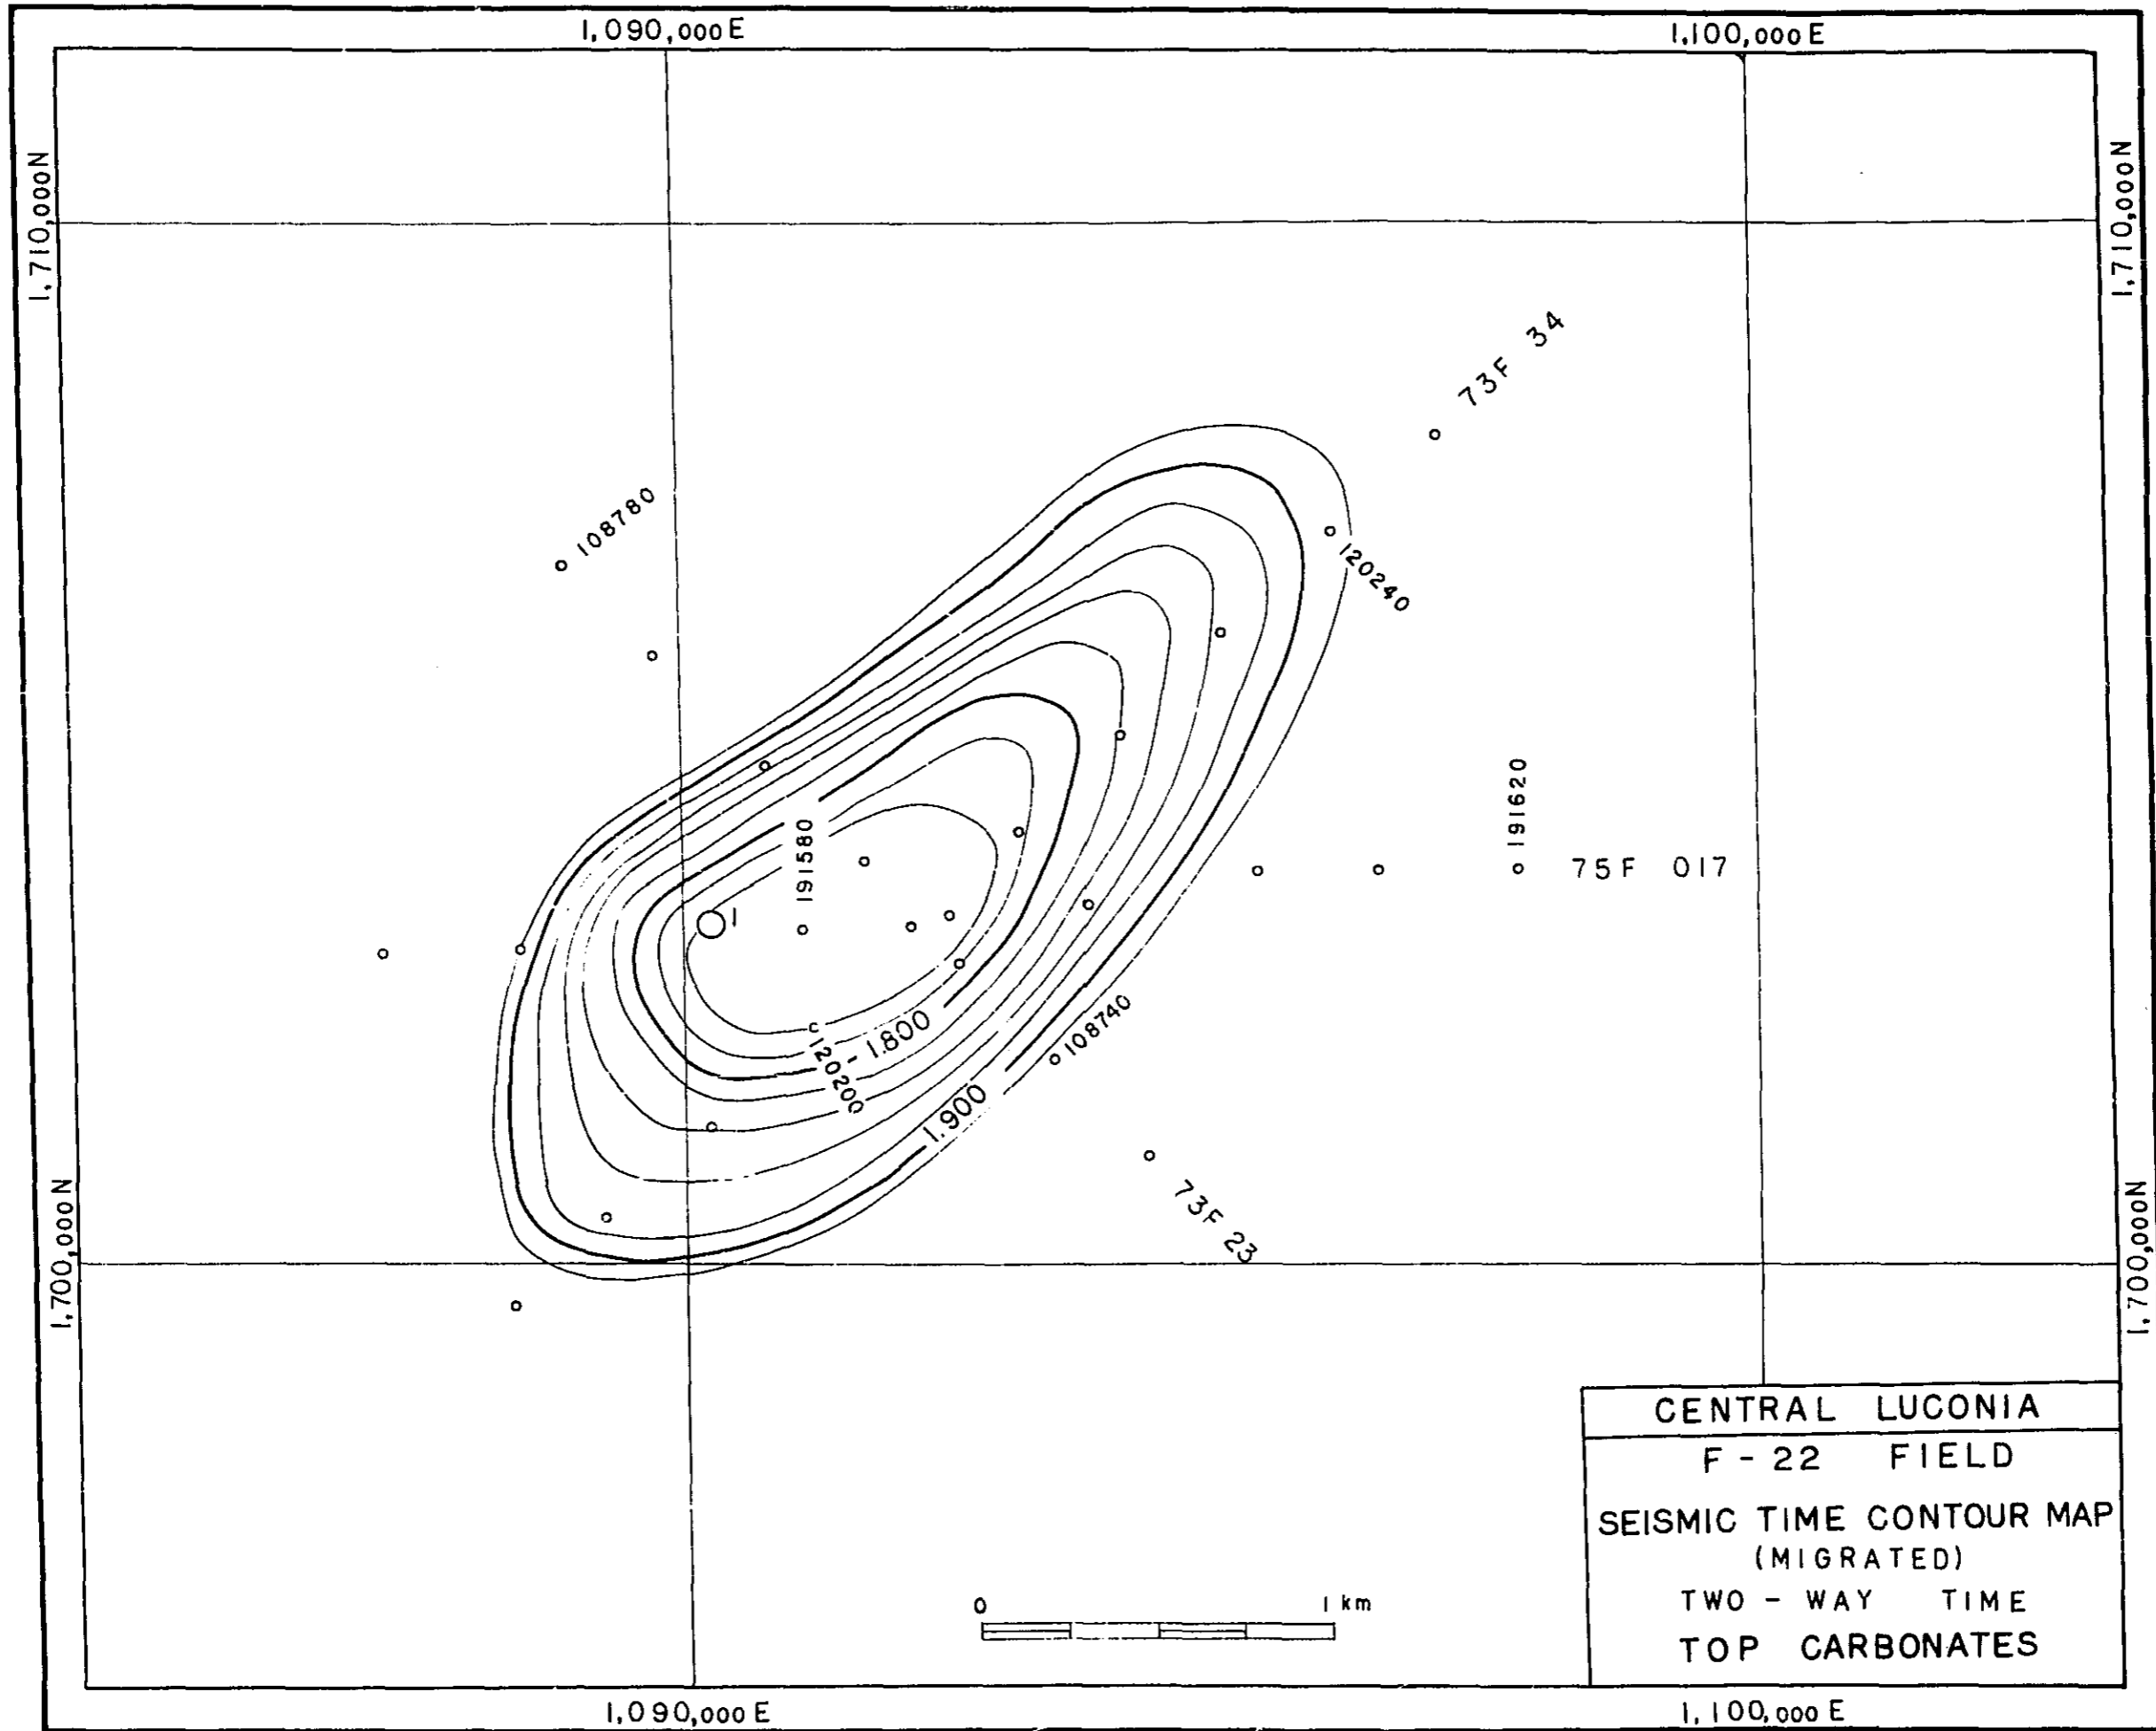 1,090,000 E
1,100,000 E
1,710,000N
1,710,000N
73F 34
108780
120240
191620
191580
75F 017
1
108740
-1.800
120200
1.900
73F 23
1,700,000N
1,700,000N
CENTRAL LUCONIA
F-22 FIELD
SEISMIC TIME CONTOUR MAP
(MIGRATED)
TWO-WAY TIME
TOP CARBONATES
0 1 km
1,090,000 E
1,100,000 E